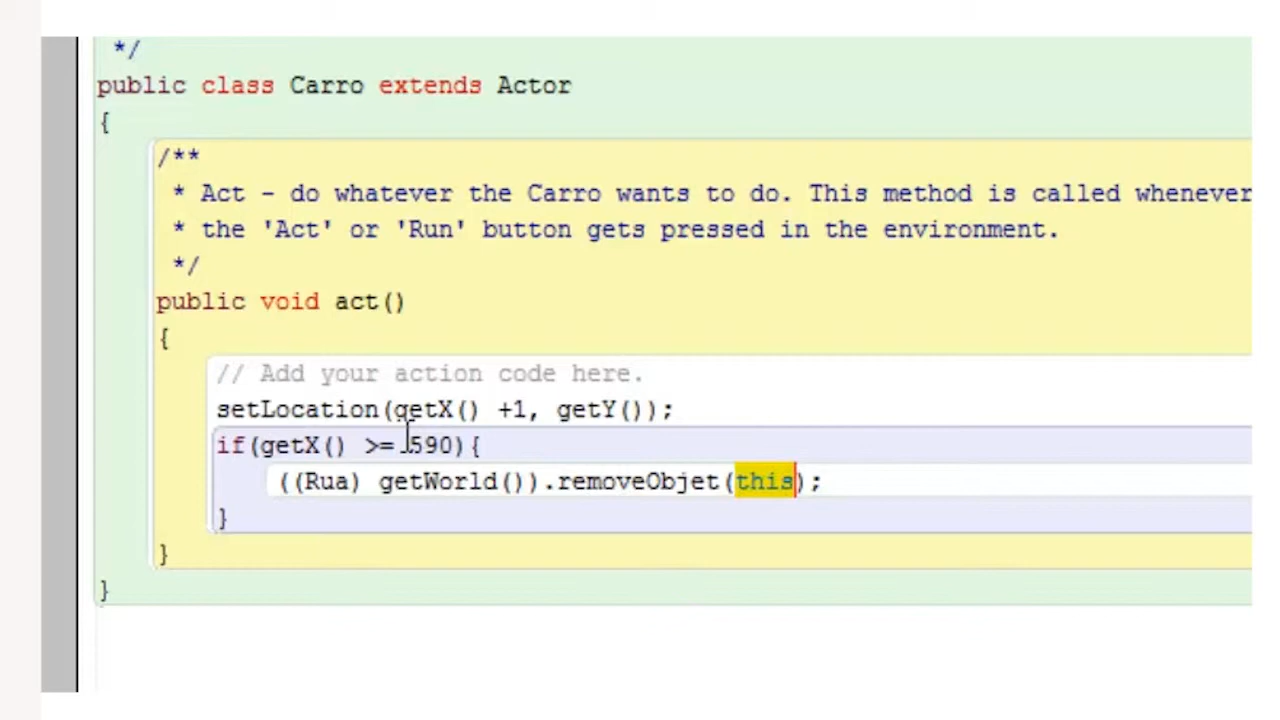 */
public class Carro extends Actor
{
/**
* Act - do whatever the Carro wants to do. This method is called whenever
* the 'Act' or 'Run' button gets pressed in the environment.
*/
public void act()
{
// Add your action code here.
setLocation(getX() +1, getY());
if(getX() >= 590){
((Rua) getWorld()).removeObjet(this);
}
}
}